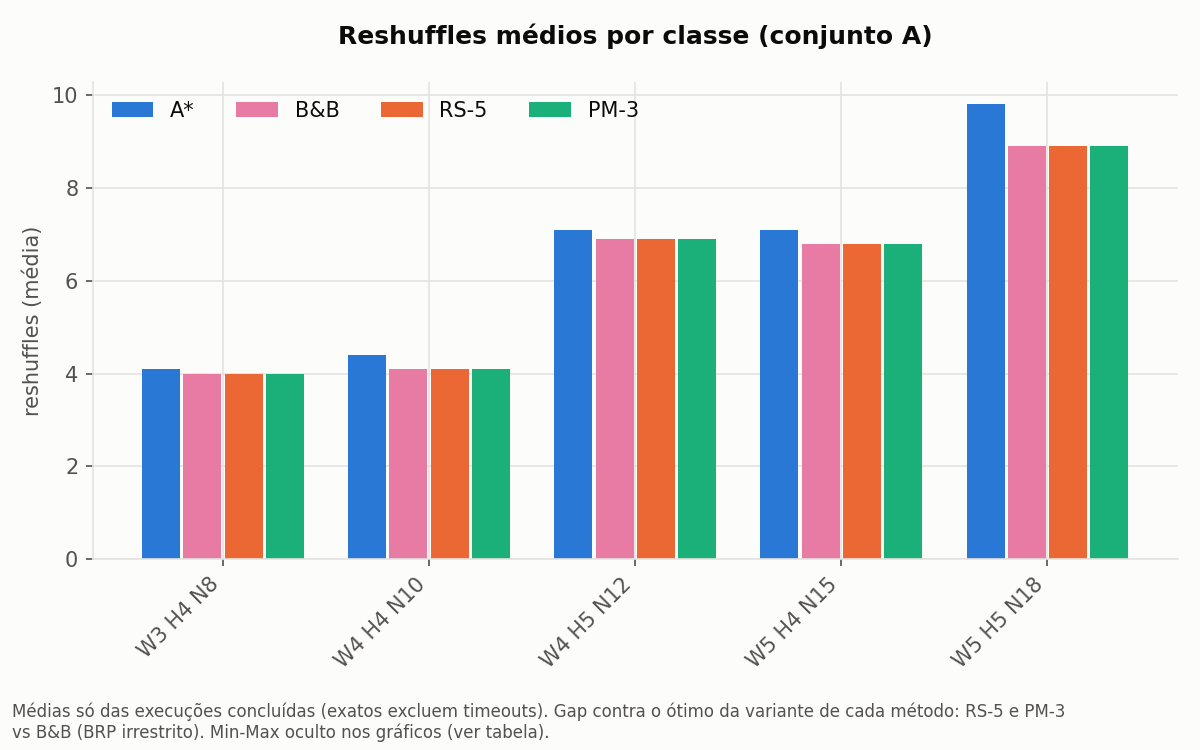 Reshuffles médios por classe (conjunto A)
A* B&B RS-5 PM-3
reshuffles (média)
10
8
6
4
2
0
W3 H4 N8
W4 H4 N10
W4 H5 N12
W5 H4 N15
W5 H5 N18
Médias só das execuções concluídas (exatos excluem timeouts). Gap contra o ótimo da variante de cada método: RS-5 e PM-3
vs B&B (BRP irrestrito). Min-Max oculto nos gráficos (ver tabela).